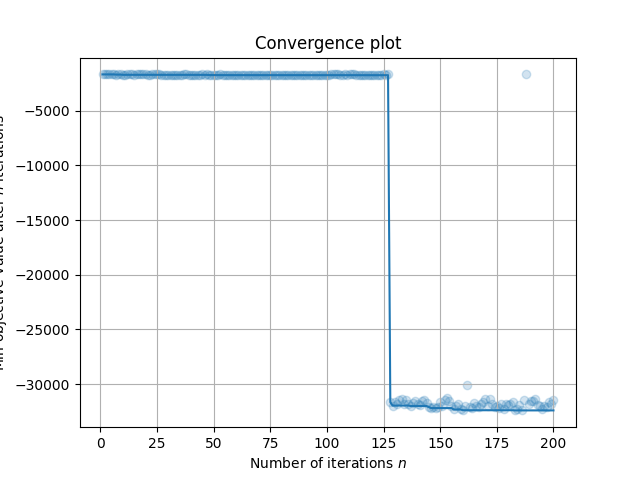 Convergence plot
Min objective value after n iterations
−5000
−10000
−15000
−20000
−25000
−30000
0 25 50 75 100 125 150 175 200
Number of iterations n